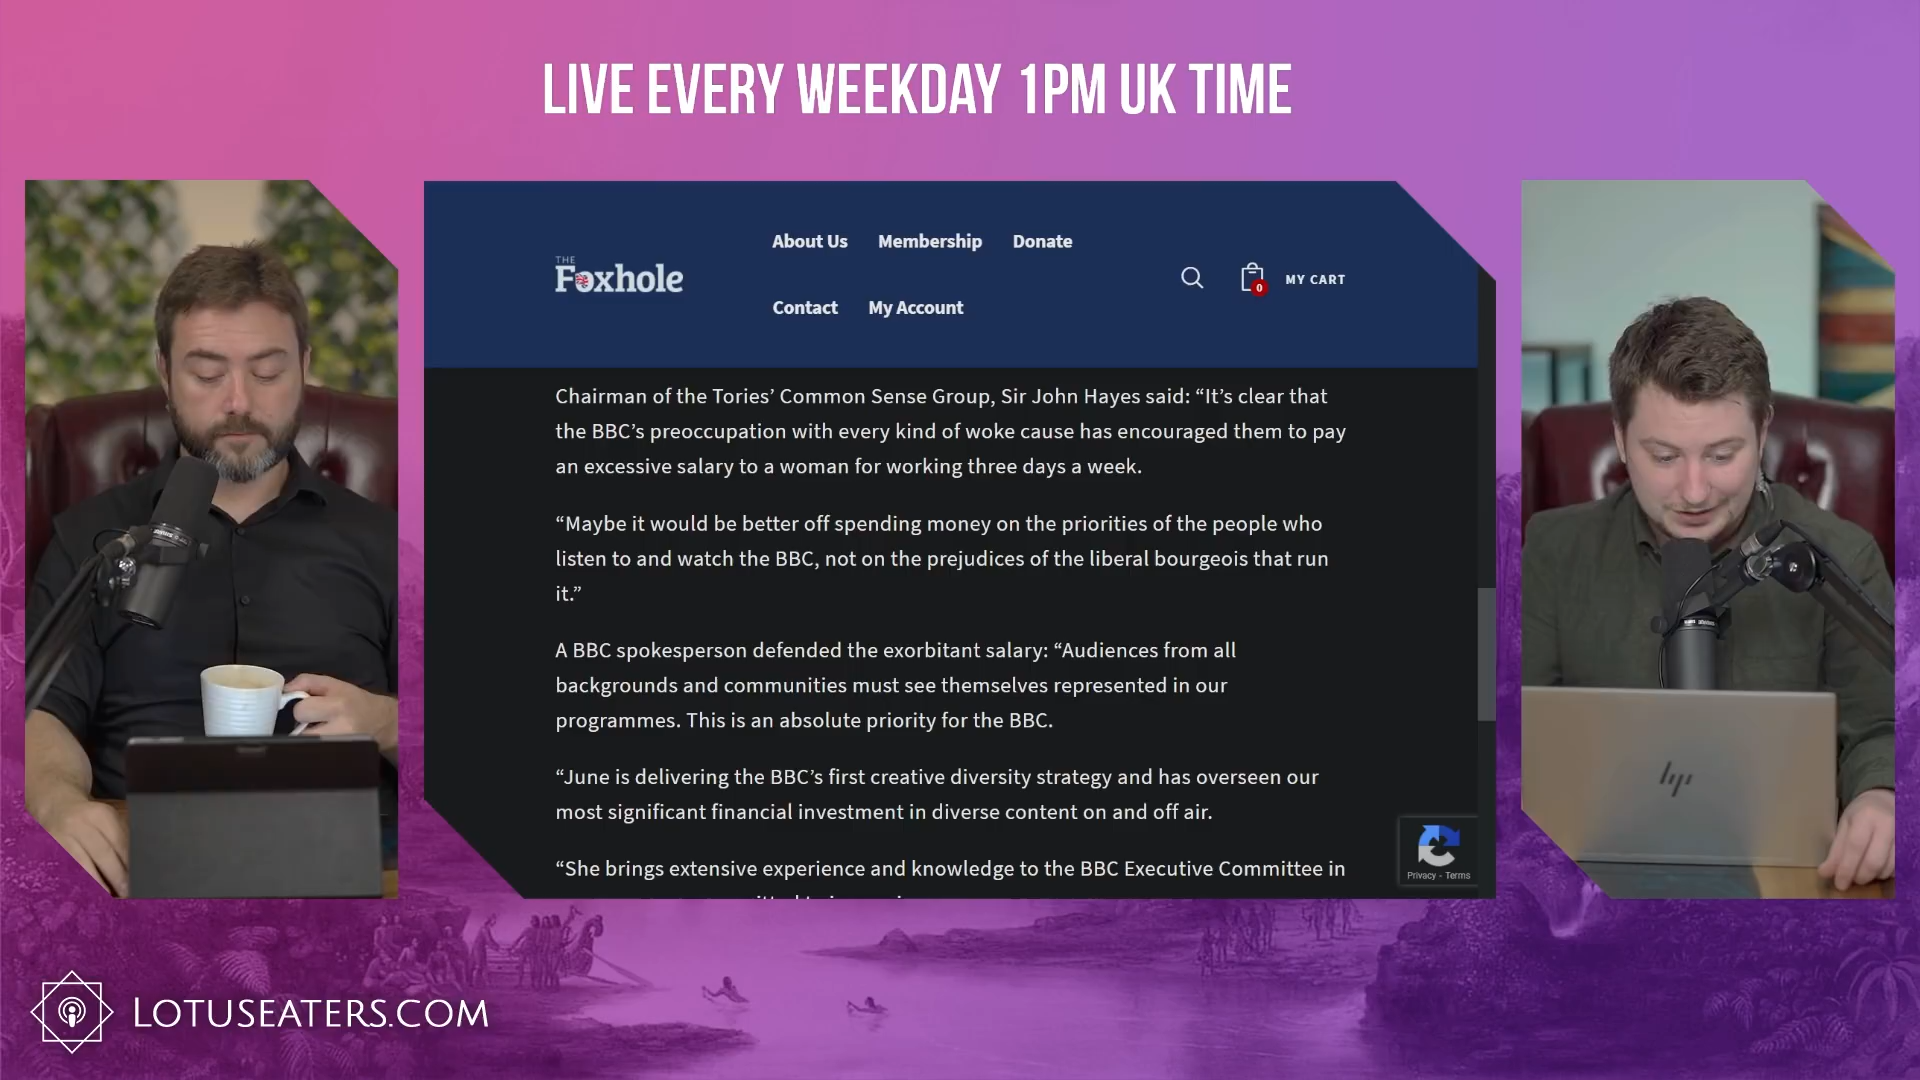 LIVE EVERY WEEKDAY 1PM UK TIME
THE
Foxhole
About Us Membership Donate
Contact My Account
0
MY CART
Chairman of the Tories’ Common Sense Group, Sir John Hayes said: “It’s clear that
the BBC’s preoccupation with every kind of woke cause has encouraged them to pay
an excessive salary to a woman for working three days a week.
“Maybe it would be better off spending money on the priorities of the people who
listen to and watch the BBC, not on the prejudices of the liberal bourgeois that run
it.”
A BBC spokesperson defended the exorbitant salary: “Audiences from all
backgrounds and communities must see themselves represented in our
programmes. This is an absolute priority for the BBC.
“June is delivering the BBC’s first creative diversity strategy and has overseen our
most significant financial investment in diverse content on and off air.
“She brings extensive experience and knowledge to the BBC Executive Committee in
Privacy - Terms
hp
LOTUSEATERS.COM